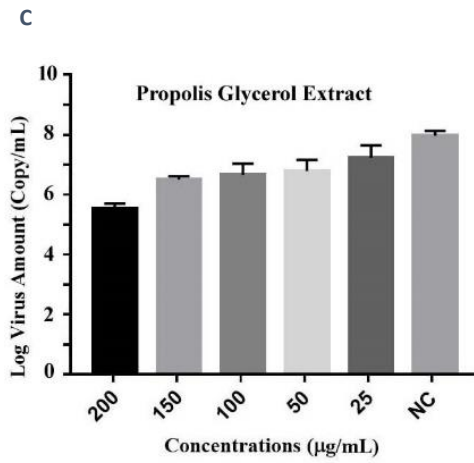 C
Propolis Glycerol Extract
Log Virus Amount (Copy/mL)
10
8
6
4
2
0
200
150
100
50
25
NC
Concentrations (µg/mL)